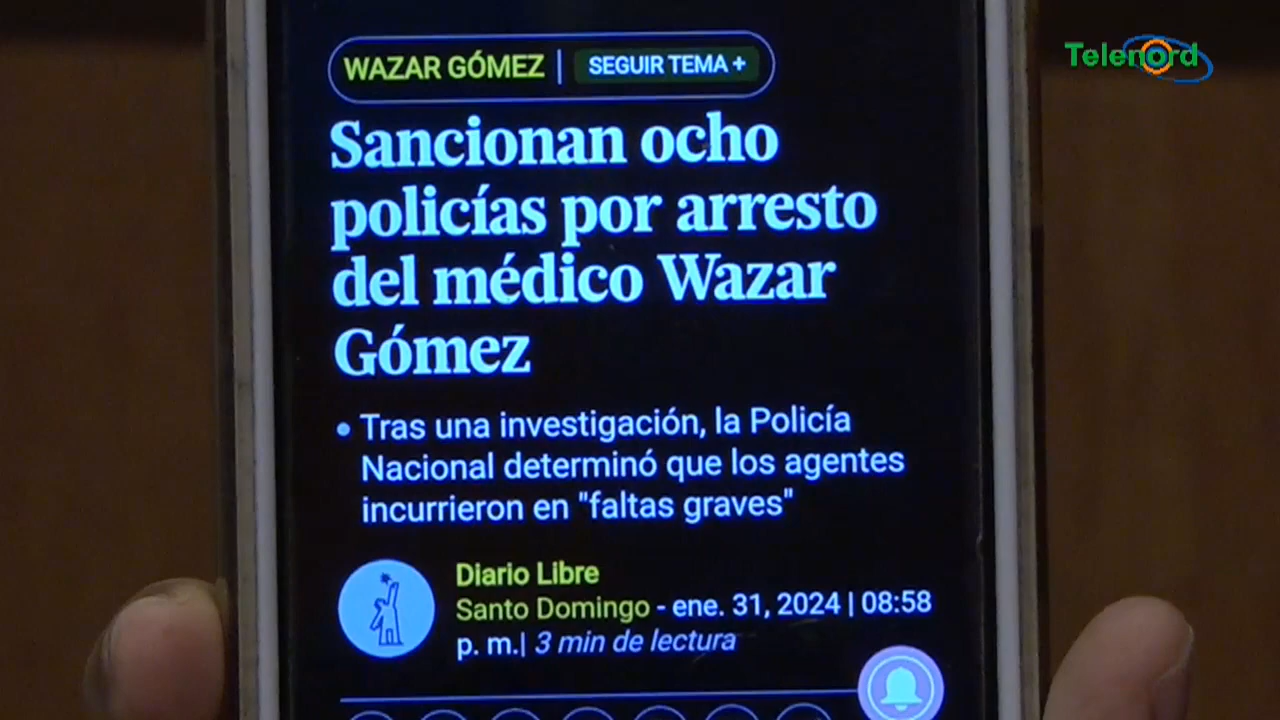 Telenord
WAZAR GÓMEZ | SEGUIR TEMA +
Sancionan ocho
policías por arresto
del médico Wazar
Gómez
• Tras una investigación, la Policía
Nacional determinó que los agentes
incurrieron en "faltas graves"
Diario Libre
Santo Domingo - ene. 31, 2024 | 08:58
p. m.| 3 min de lectura